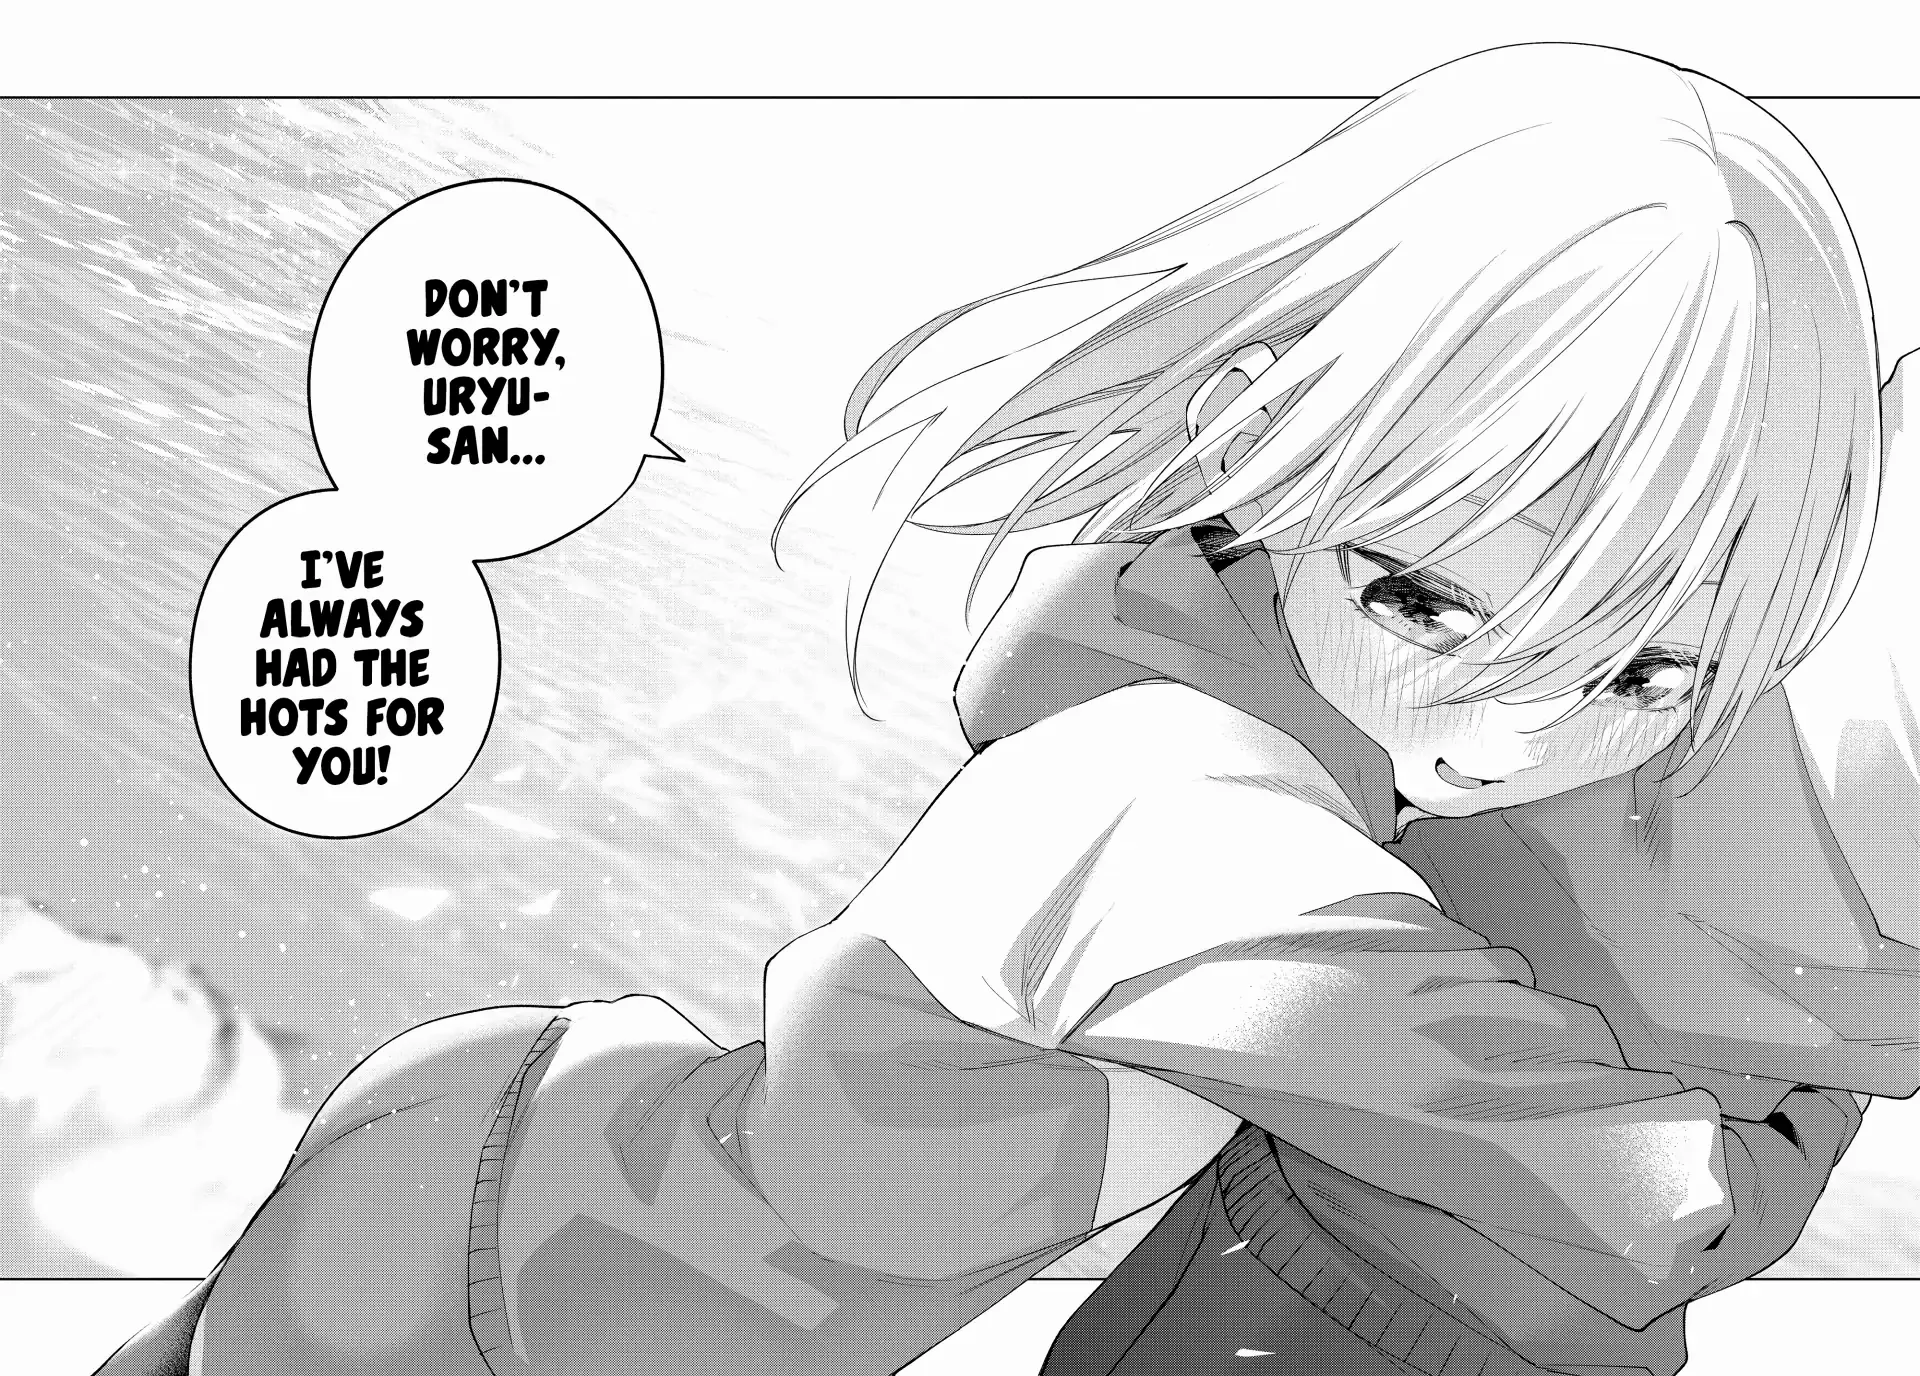 DON'T
WORRY,
URYU-
SAN...
I'VE
ALWAYS
HAD THE
HOTS FOR
YOU!